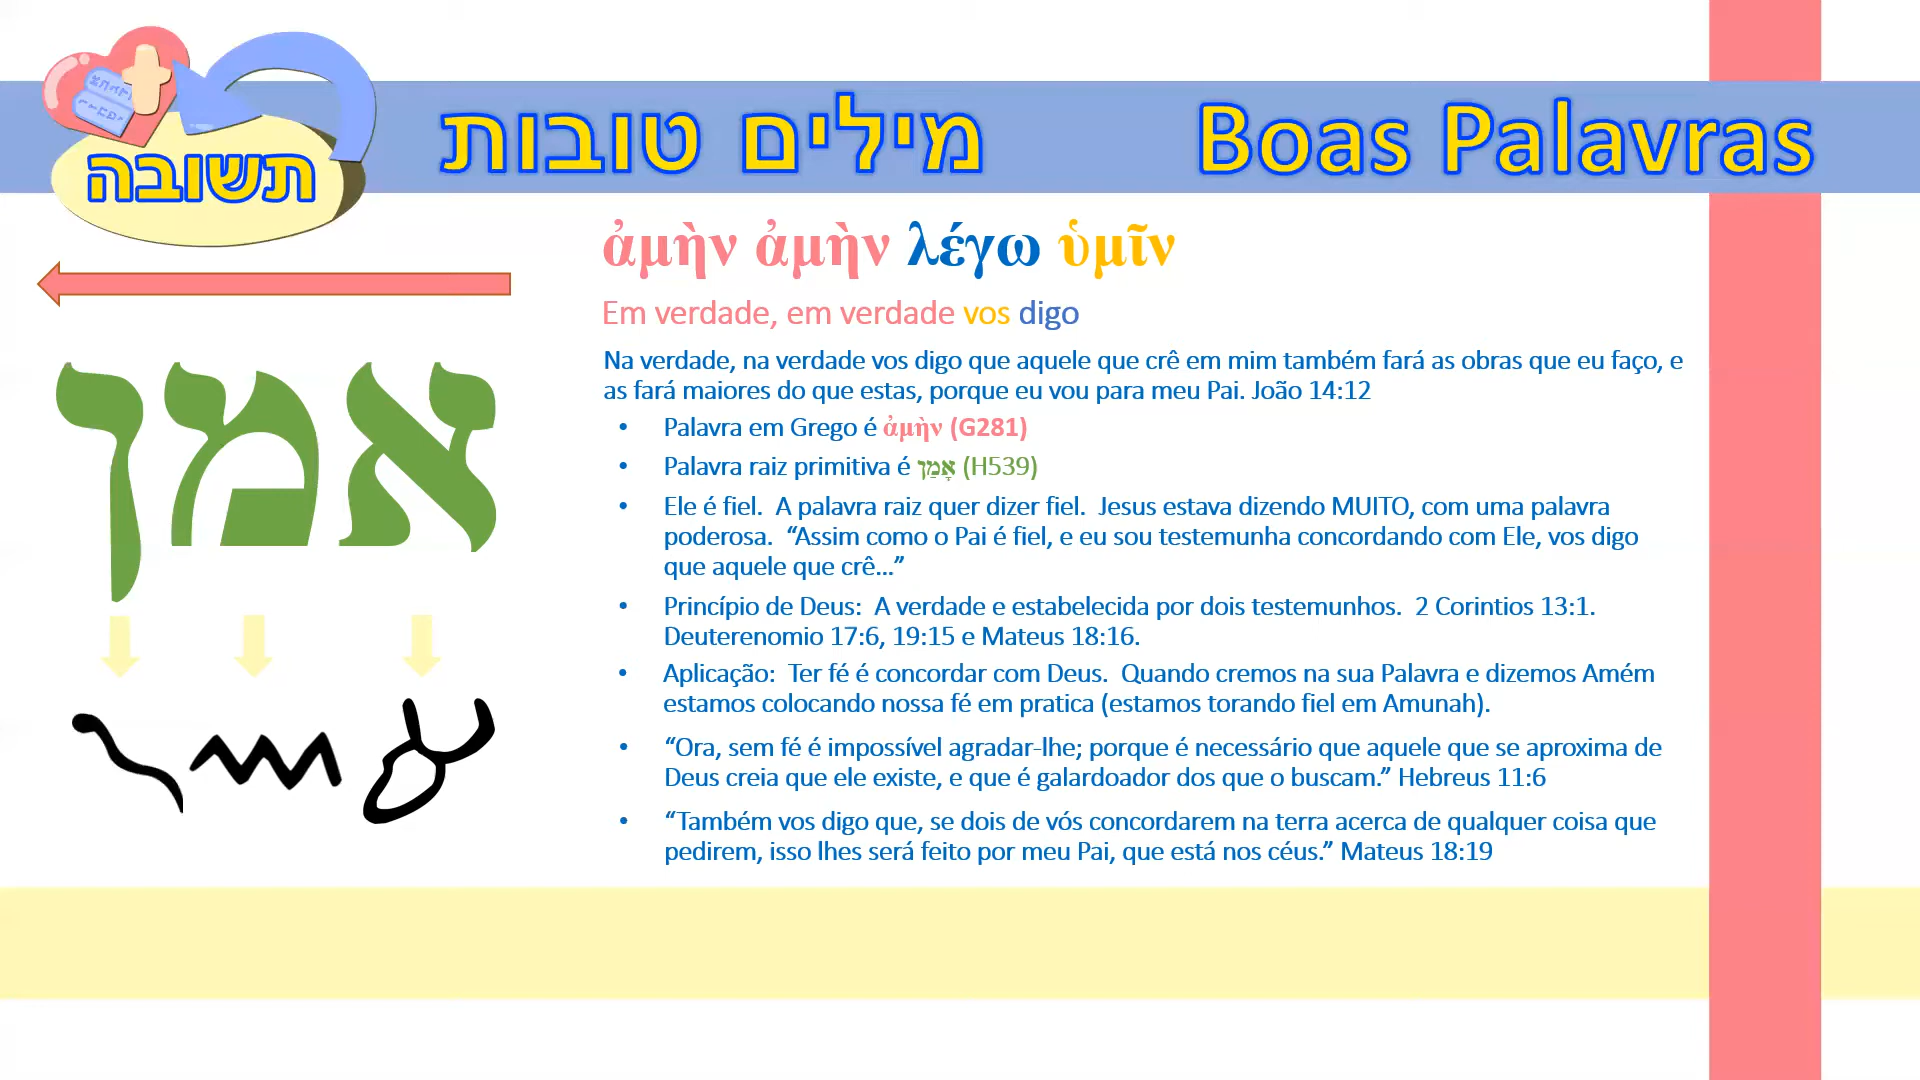 תשובה
מילים טובות
Boas Palavras
ἀμὴν ἀμὴν λέγω ὑμῖν
Em verdade, em verdade vos digo
Na verdade, na verdade vos digo que aquele que crê em mim também fará as obras que eu faço, e
as fará maiores do que estas, porque eu vou para meu Pai. João 14:12
• Palavra em Grego é ἀμὴν (G281)
• Palavra raiz primitiva é אָמַן (H539)
• Ele é fiel.  A palavra raiz quer dizer fiel.  Jesus estava dizendo MUITO, com uma palavra
poderosa.  “Assim como o Pai é fiel, e eu sou testemunha concordando com Ele, vos digo
que aquele que crê...”
• Princípio de Deus:  A verdade e estabelecida por dois testemunhos.  2 Corintios 13:1.
Deuterenomio 17:6, 19:15 e Mateus 18:16.
• Aplicação:  Ter fé é concordar com Deus.  Quando cremos na sua Palavra e dizemos Amém
estamos colocando nossa fé em pratica (estamos torando fiel em Amunah).
• “Ora, sem fé é impossível agradar-lhe; porque é necessário que aquele que se aproxima de
Deus creia que ele existe, e que é galardoador dos que o buscam.” Hebreus 11:6
• “Também vos digo que, se dois de vós concordarem na terra acerca de qualquer coisa que
pedirem, isso lhes será feito por meu Pai, que está nos céus.” Mateus 18:19
אמן